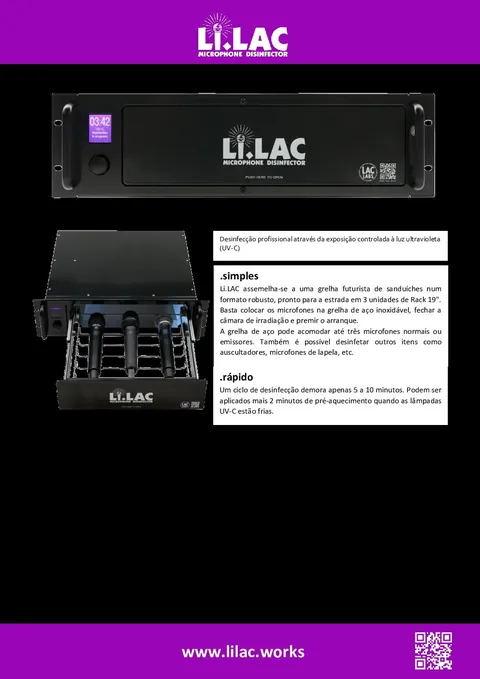 Li.LAC
MICROPHONE DISINFECTOR
03:42
Li.LAC
MICROPHONE DISINFECTOR
PUSH HERE TO OPEN
LAC
LABS
Desinfecção profissional através da exposição controlada à luz ultravioleta
(UV-C)
.simples
Li.LAC assemelha-se a uma grelha futurista de sanduíches num
formato robusto, pronto para a estrada em 3 unidades de Rack 19".
Basta colocar os microfones na grelha de aço inoxidável, fechar a
câmara de irradiação e premir o arranque.
A grelha de aço pode acomodar até três microfones normais ou
emissores. Também é possível desinfetar outros itens como
auscultadores, microfones de lapela, etc.
Li.LAC
.rápido
Um ciclo de desinfecção demora apenas 5 a 10 minutos. Podem ser
aplicados mais 2 minutos de pré-aquecimento quando as lâmpadas
UV-C estão frias.
www.lilac.works